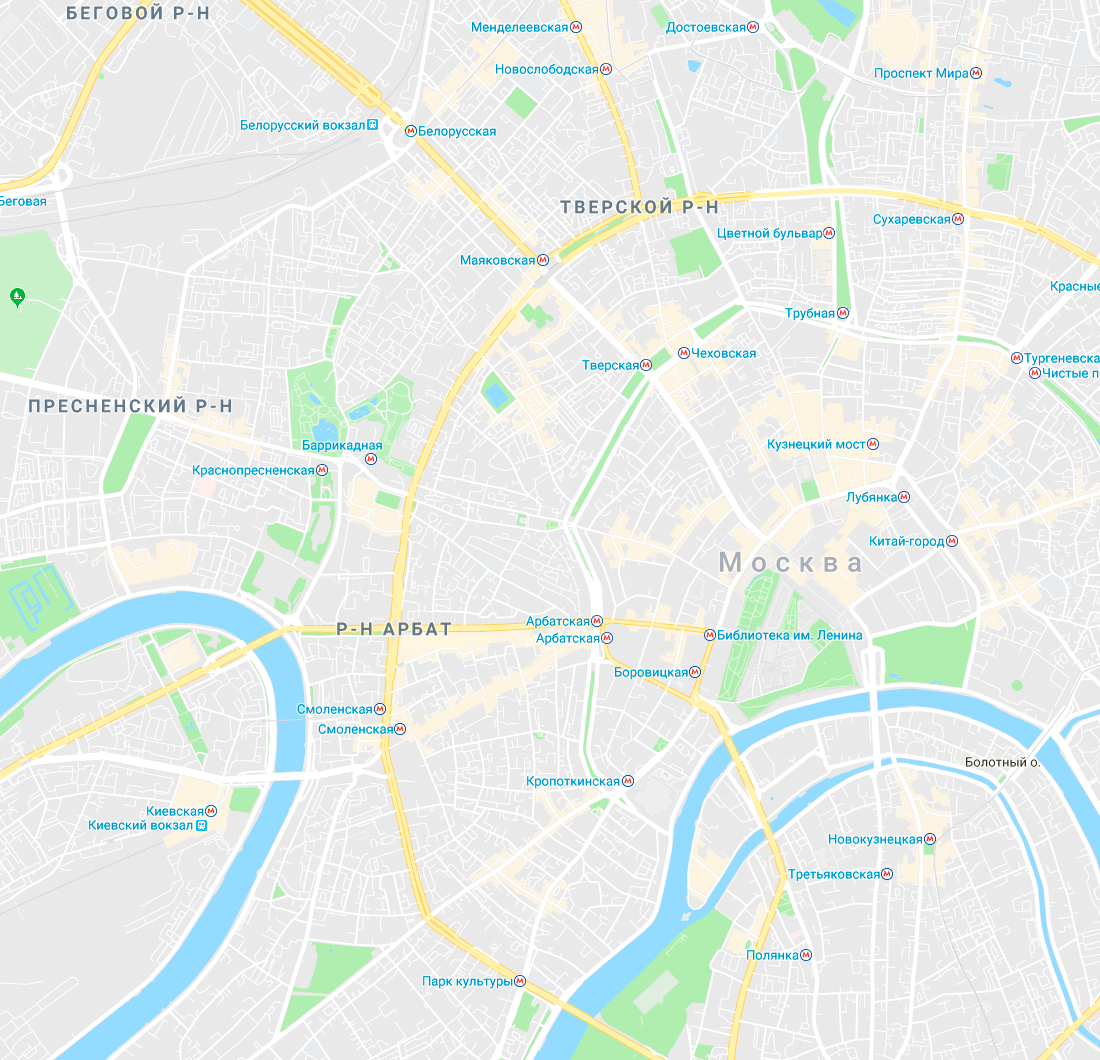 БЕГОВОЙ Р-Н
Менделеевская
Достоевская
Новослободская
Проспект Мира
Белорусский вокзал
Белорусская
Беговая
ТВЕРСКОЙ Р-Н
Сухаревская
Цветной бульвар
Маяковская
Красные
Трубная
Чеховская
Тургеневска
Тверская
Чистые п
ПРЕСНЕНСКИЙ Р-Н
Баррикадная
Кузнецкий мост
Краснопресненская
Лубянка
Китай-город
Москва
Арбатская
Р-Н АРБАТ
Арбатская
Библиотека им. Ленина
Боровицкая
Смоленская
Смоленская
Болотный о.
Кропоткинская
Киевская
Киевский вокзал
Новокузнецкая
Третьяковская
Полянка
Парк культуры